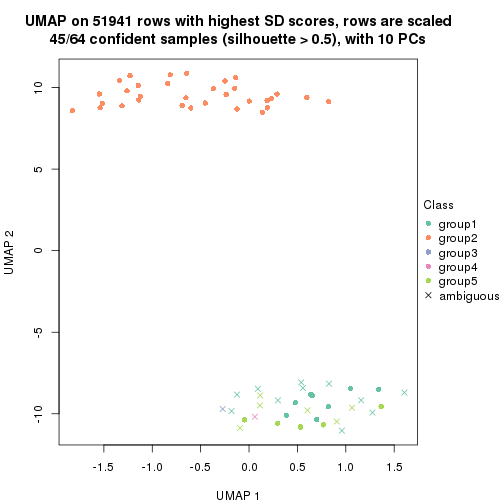 UMAP on 51941 rows with highest SD scores, rows are scaled
45/64 confident samples (silhouette > 0.5), with 10 PCs
10
5
0
-5
-10
UMAP 2
-1.5
-1.0
-0.5
0.0
0.5
1.0
1.5
UMAP 1
Class
group1
group2
group3
group4
group5
ambiguous